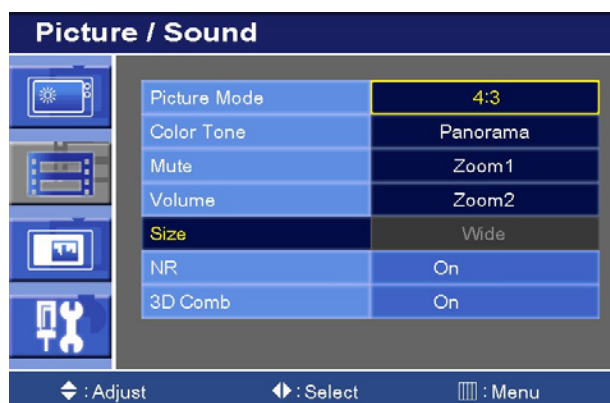 Picture / Sound
Picture Mode 4:3
Color Tone Panorama
Mute Zoom1
Volume Zoom2
Size Wide
NR On
3D Comb On
: Adjust : Select : Menu